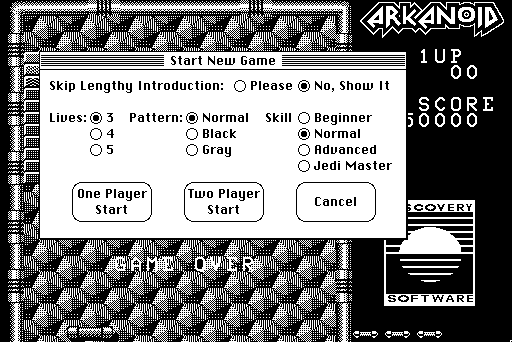 ARKANOID
Start New Game
1UP
00
Skip Lengthy Introduction: Please No, Show It
SCORE
50000
Lives: 3 Pattern: Normal Skill Beginner
4 Black Normal
5 Gray Advanced
Jedi Master
One Player Start
Two Player Start
Cancel
SCOVERY
GAME OVER
SOFTWARE